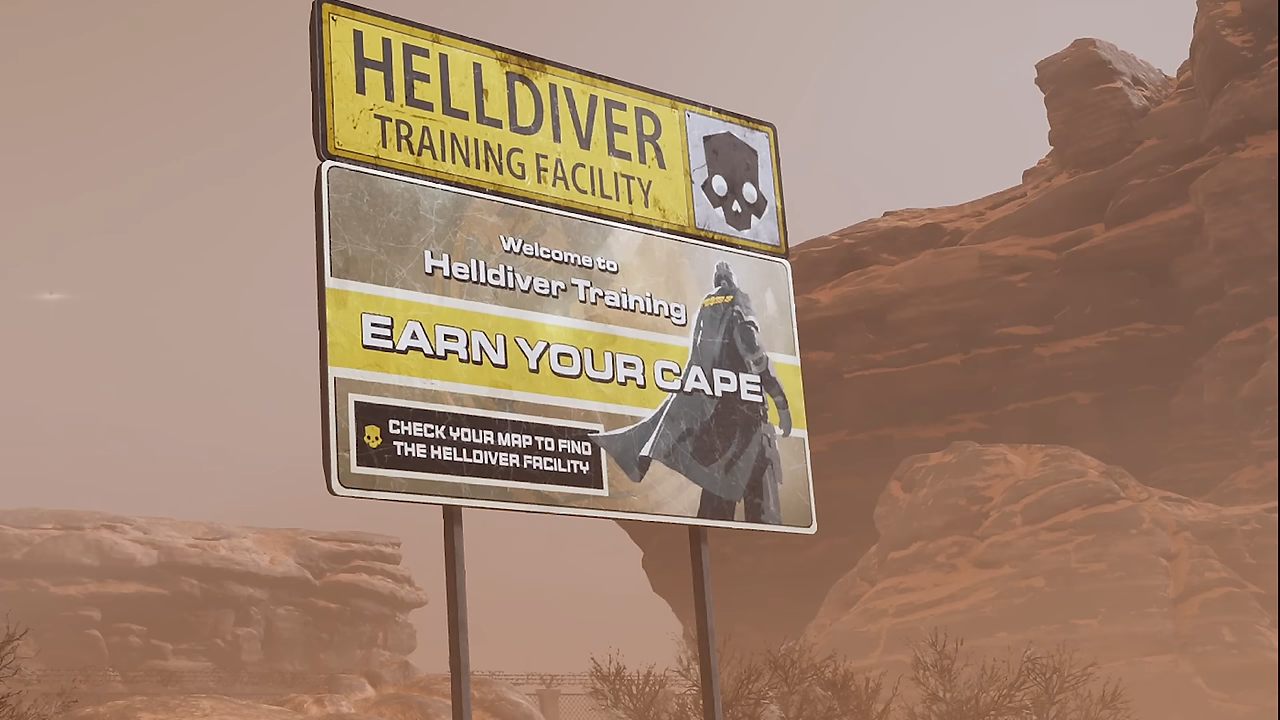 HELLDIVER
TRAINING FACILITY
Welcome to
Helldiver Training
EARN YOUR CAPE
CHECK YOUR MAP TO FIND
THE HELLDIVER FACILITY